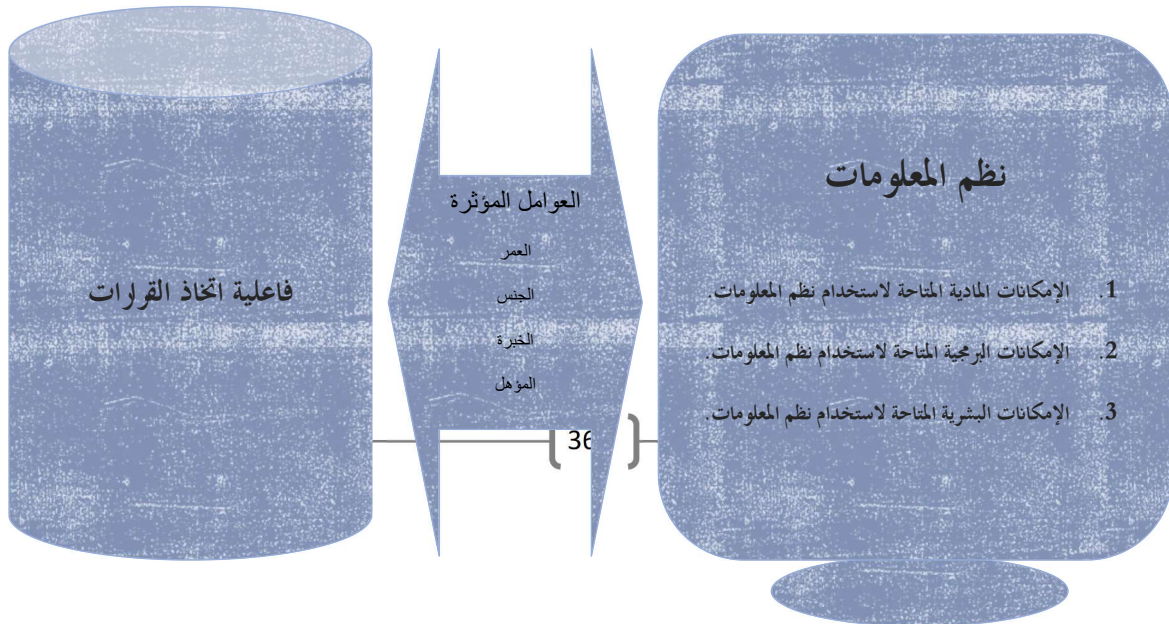 نظم المعلومات
1. الإمكانات المادية المتاحة لاستخدام نظم المعلومات.
2. الإمكانات البرمجية المتاحة لاستخدام نظم المعلومات.
3. الإمكانات البشرية المتاحة لاستخدام نظم المعلومات.
العوامل المؤثرة
العمر
الجنس
الخبرة
المؤهل
فاعلية اتخاذ القرارات
36